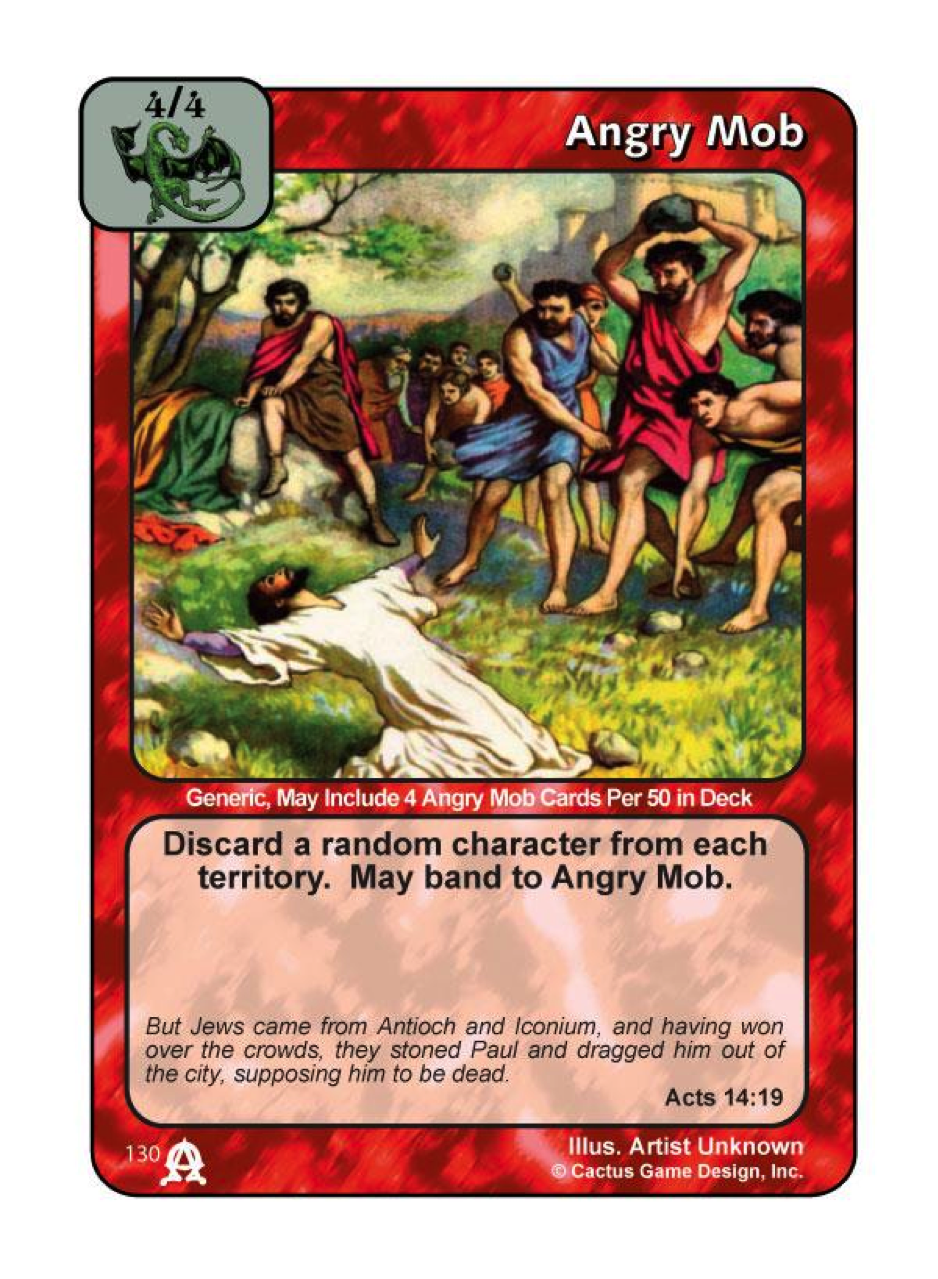 4/4
Angry Mob
Generic, May Include 4 Angry Mob Cards Per 50 in Deck
Discard a random character from each
territory. May band to Angry Mob.
But Jews came from Antioch and Iconium, and having won
over the crowds, they stoned Paul and dragged him out of
the city, supposing him to be dead.
Acts 14:19
130
Illus. Artist Unknown
© Cactus Game Design, Inc.